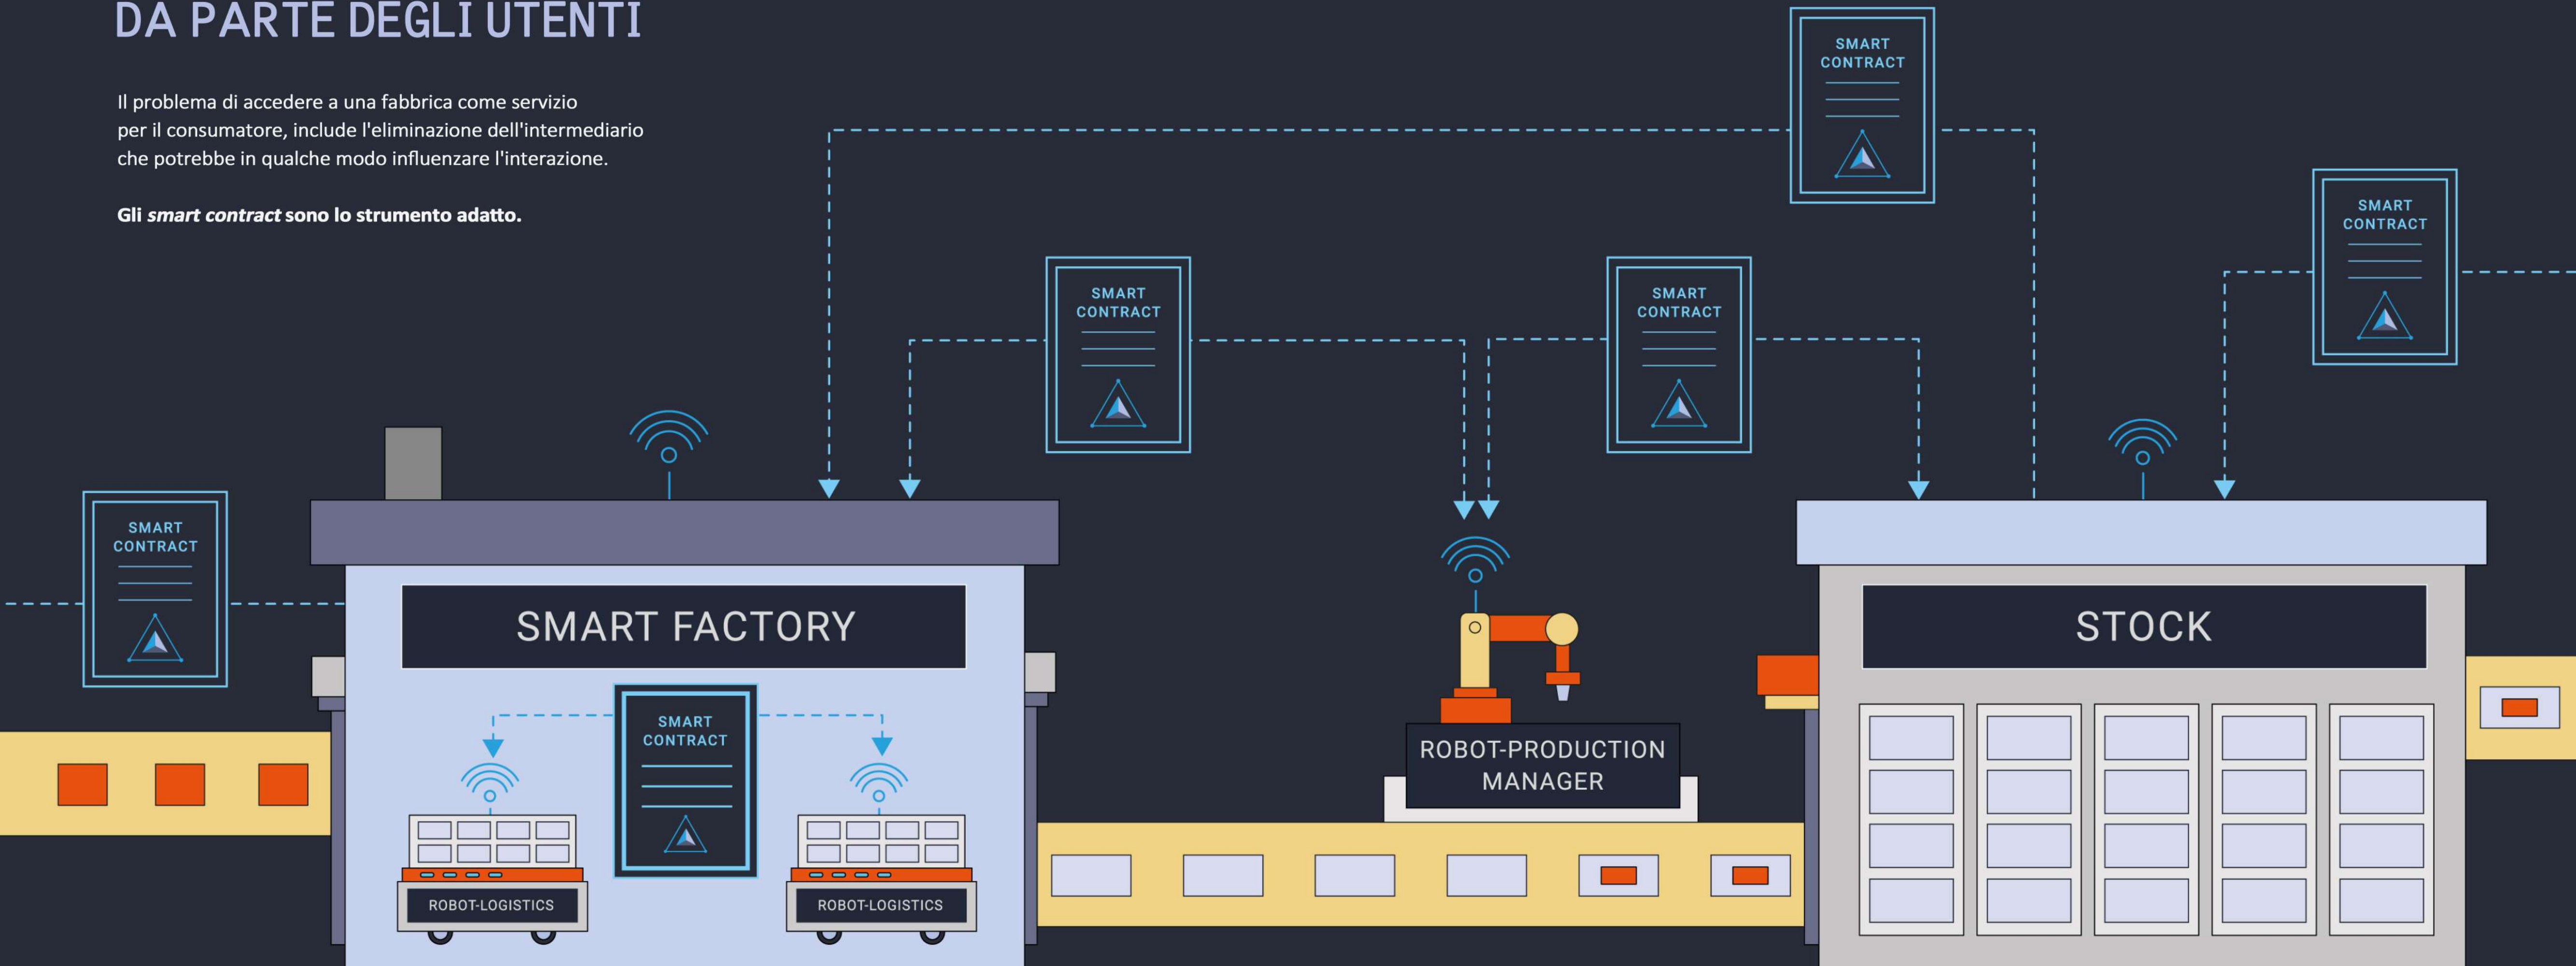 DA PARTE DEGLI UTENTI
Il problema di accedere a una fabbrica come servizio
per il consumatore, include l'eliminazione dell'intermediario
che potrebbe in qualche modo influenzare l'interazione.
Gli smart contract sono lo strumento adatto.
SMART
CONTRACT
SMART
CONTRACT
SMART
CONTRACT
SMART
CONTRACT
SMART
CONTRACT
SMART FACTORY
SMART
CONTRACT
ROBOT-LOGISTICS
ROBOT-LOGISTICS
ROBOT-PRODUCTION
MANAGER
STOCK